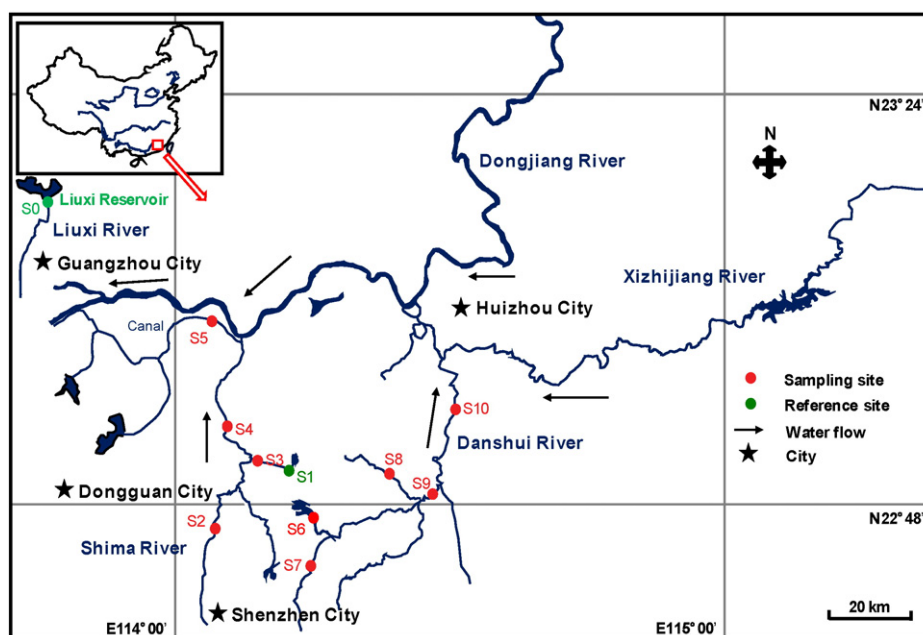 N23° 24'
N
Dongjiang River
S0
Liuxi Reservoir
Liuxi River
Guangzhou City
Xizhijiang River
Huizhou City
Canal
S5
Sampling site
Reference site
Water flow
City
S10
S4
Danshui River
S3
S8
S1
S9
Dongguan City
N22° 48'
S2
S6
Shima River
S7
Shenzhen City
20 km
E114° 00'
E115° 00'